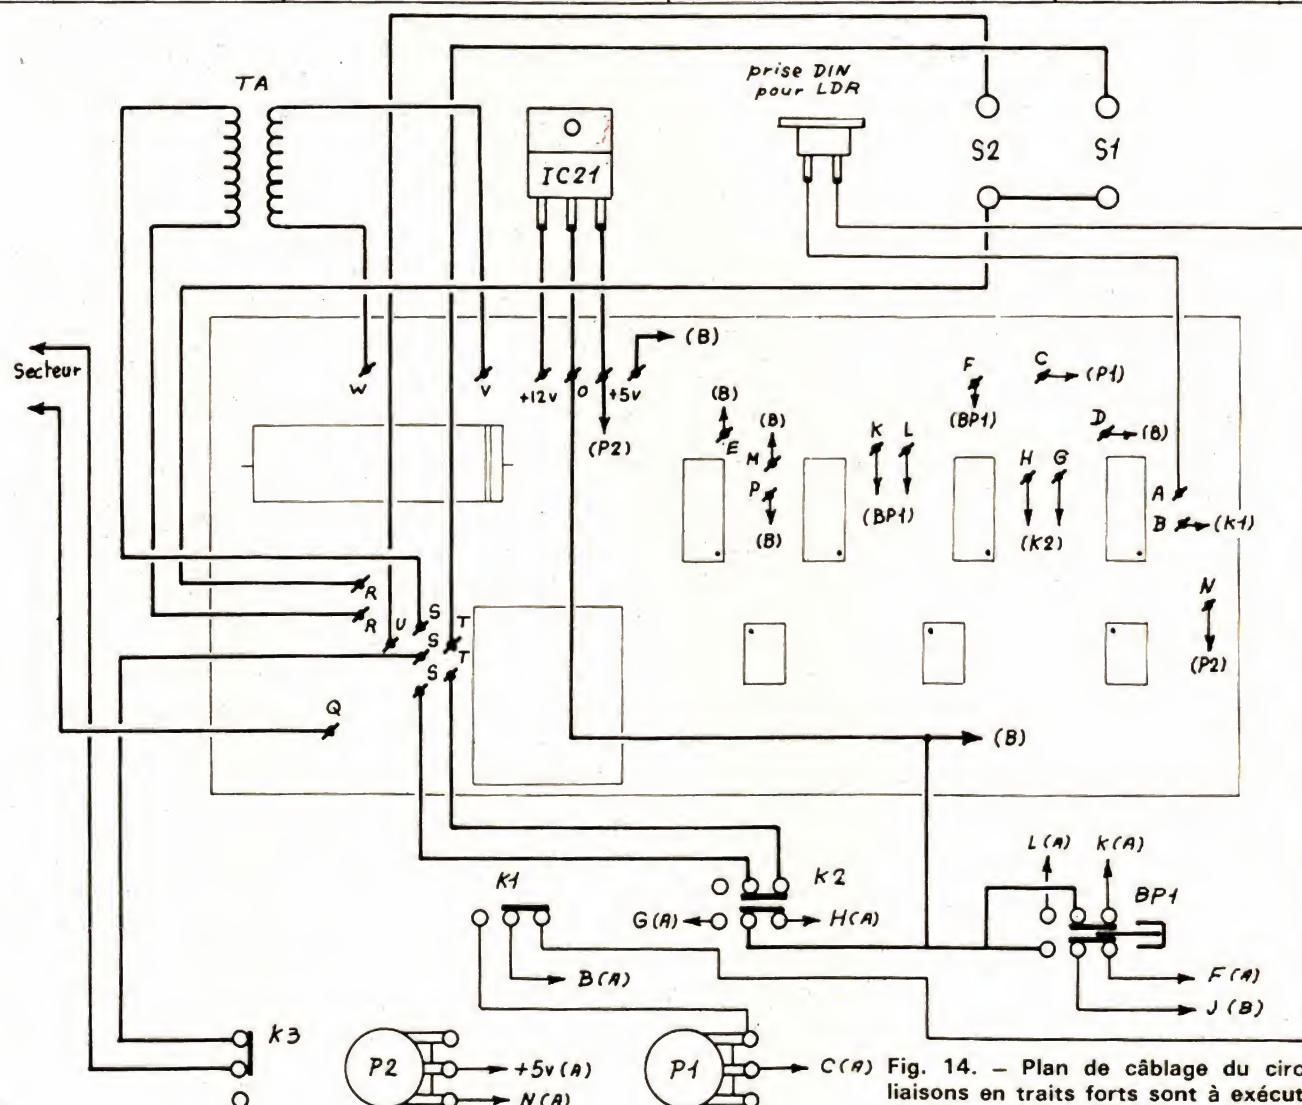 TA
prise DIN
pour LDR
IC21
S2
S1
Secteur
W
V
+12v
O
+5v
(B)
(P2)
(B)
E
(B)
M
P
(B)
K
L
(BP1)
F
(BP1)
C
(P1)
D
(B)
H
G
(K2)
A
B
(K1)
N
(P2)
R
R
U
S
S
S
T
T
Q
(B)
K1
K2
G(A)
H(A)
B(A)
L(A)
K(A)
BP1
F(A)
J(B)
K3
P2
+5v(A)
N(A)
P1
C(A)
Fig. 14. – Plan de câblage du circ
liaisons en traits forts sont à exécut